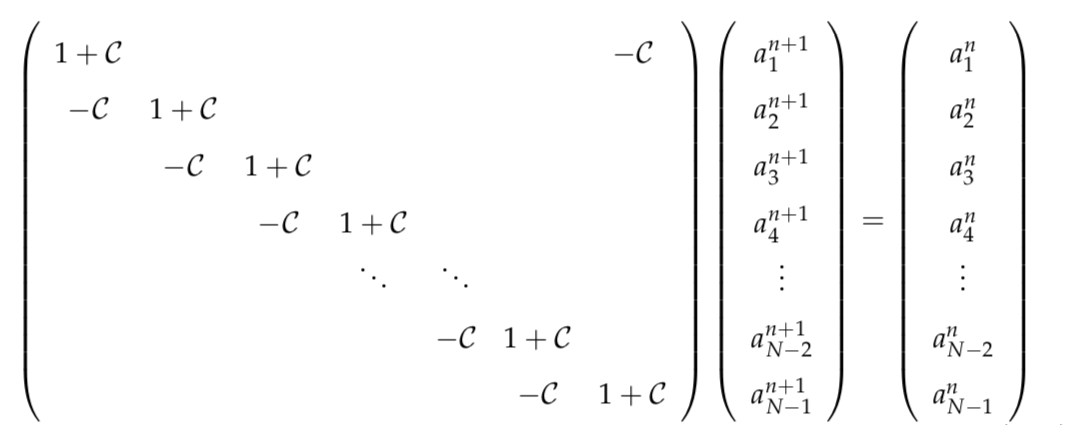 1 + C −C a_1^{n+1} a_1^n
−C 1 + C a_2^{n+1} a_2^n
−C 1 + C a_3^{n+1} a_3^n
−C 1 + C a_4^{n+1} = a_4^n
⋱ ⋱ ⋮ ⋮
−C 1 + C a_{N−2}^{n+1} a_{N−2}^n
−C 1 + C a_{N−1}^{n+1} a_{N−1}^n